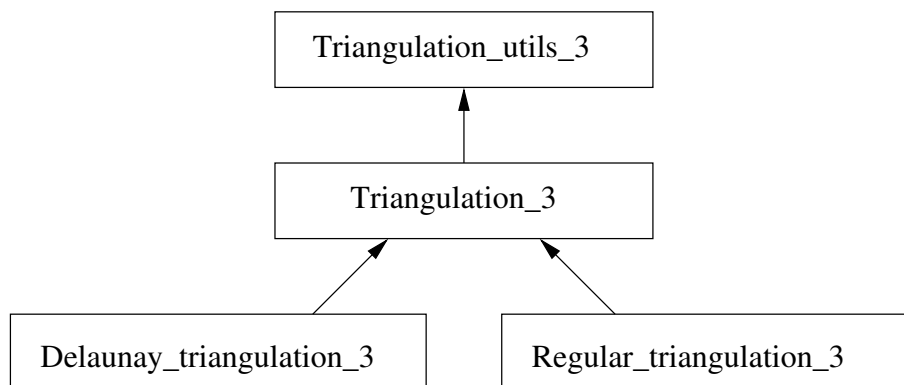 Triangulation_utils_3
Triangulation_3
Delaunay_triangulation_3
Regular_triangulation_3